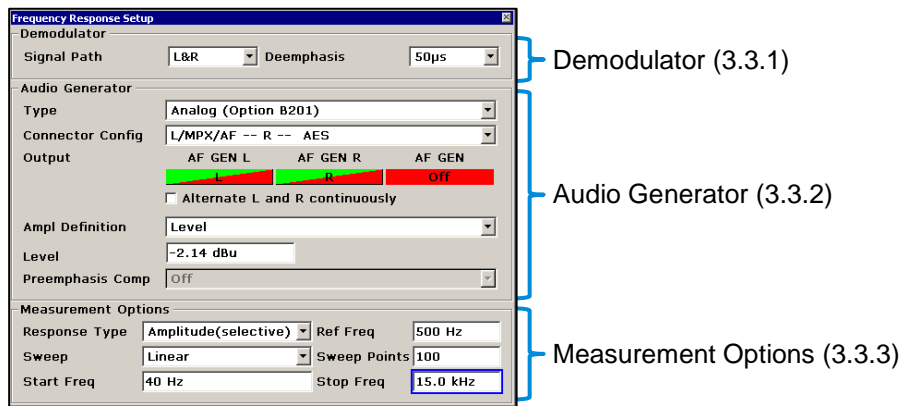 Frequency Response Setup
Demodulator
Signal Path L&R Deemphasis 50µs
Demodulator (3.3.1)
Audio Generator
Type Analog (Option B201)
Connector Config L/MPX/AF -- R -- AES
Output AF GEN L AF GEN R AF GEN
L R Off
Alternate L and R continuously
Audio Generator (3.3.2)
Ampl Definition Level
Level -2.14 dBu
Preemphasis Comp Off
Measurement Options
Response Type Amplitude(selective) Ref Freq 500 Hz
Sweep Linear Sweep Points 100
Measurement Options (3.3.3)
Start Freq 40 Hz Stop Freq 15.0 kHz